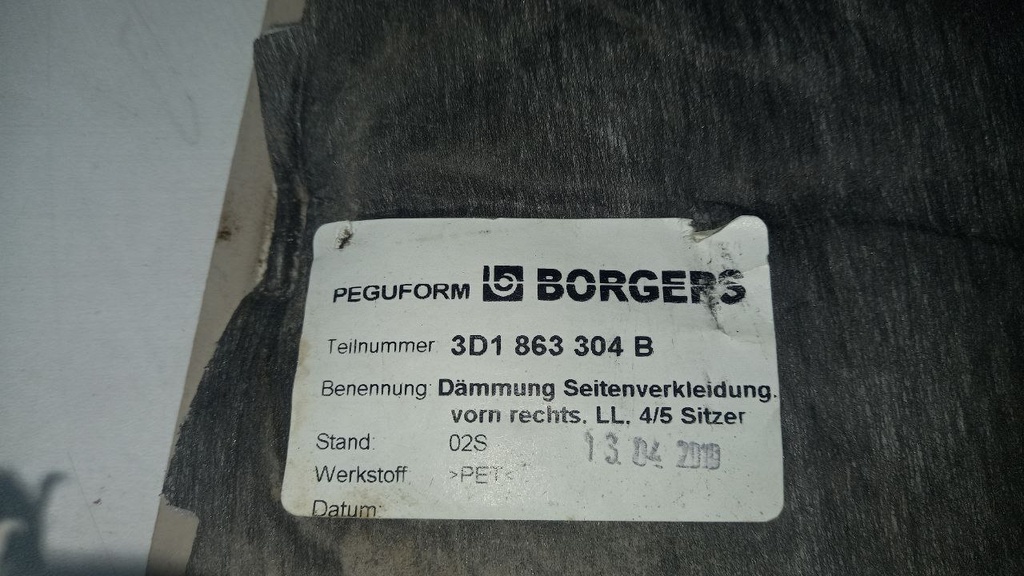 PEGUFORM BORGERS
Teilnummer: 3D1 863 304 B
Benennung: Dämmung Seitenverkleidung.
vorn rechts. LL. 4/5 Sitzer
Stand: 02S
13. 04 2010
Werkstoff >PET<
Datum: